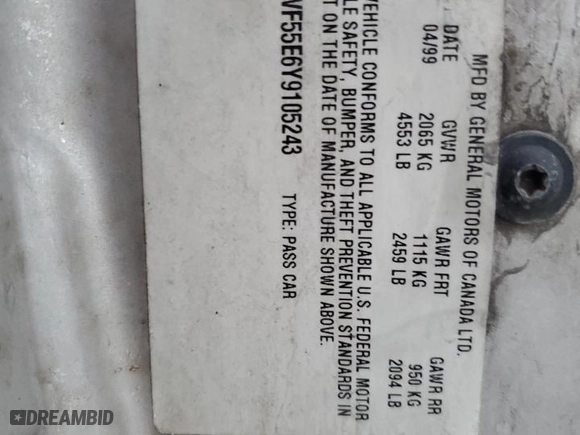 MFD BY GENERAL MOTORS OF CANADA LTD.
DATE GVWR GAWR FRT GAWR RR
04/99 2065 KG 1115 KG 950 KG
4553 LB 2459 LB 2094 LB
VEHICLE CONFORMS TO ALL APPLICABLE U.S. FEDERAL MOTOR
LE SAFETY, BUMPER, AND THEFT PREVENTION STANDARDS IN
T ON THE DATE OF MANUFACTURE SHOWN ABOVE.
VF55E6Y9105243 TYPE: PASS CAR
DREAMBID